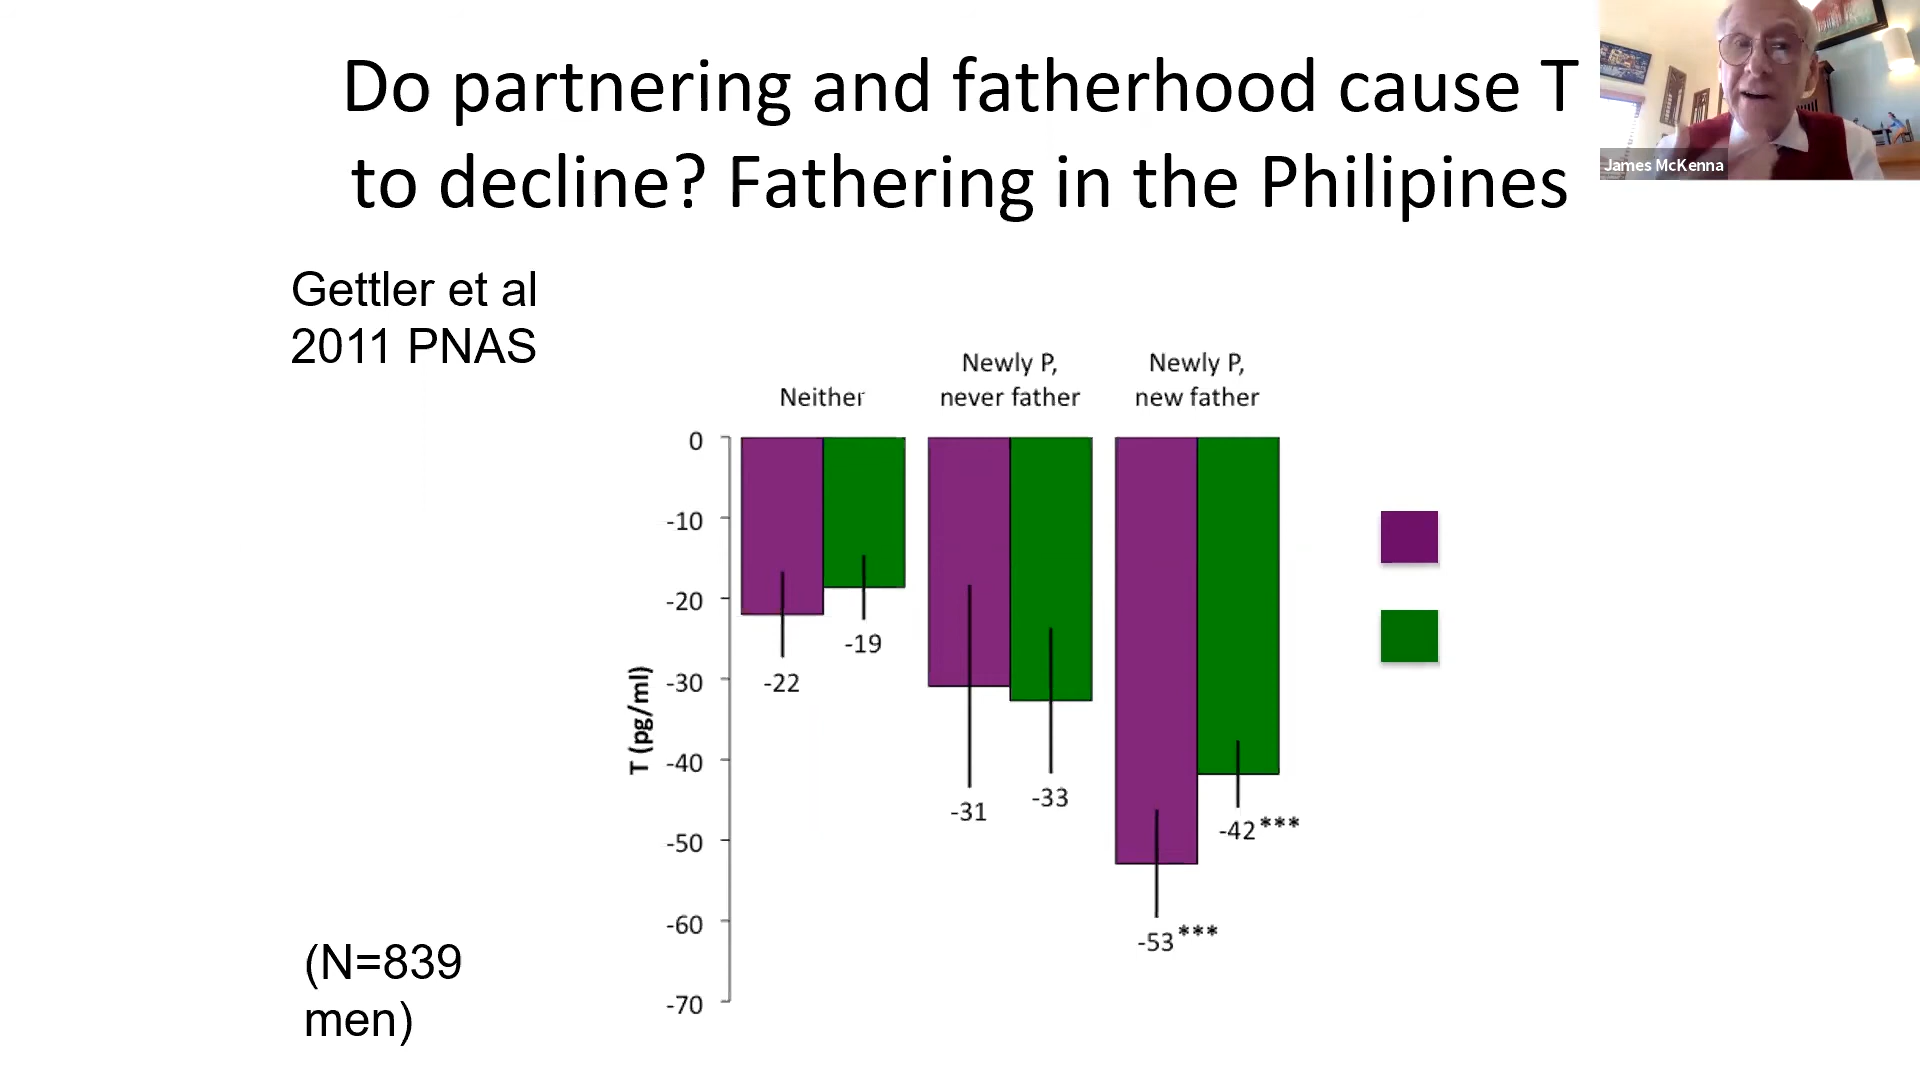 Do partnering and fatherhood cause T
to decline? Fathering in the Philipines
James McKenna
Gettler et al
2011 PNAS
Neither
Newly P,
never father
Newly P,
new father
0
-10
-20
-30
-40
-50
-60
-70
T (pg/ml)
-22
-19
-31
-33
-53***
-42***
(N=839
men)